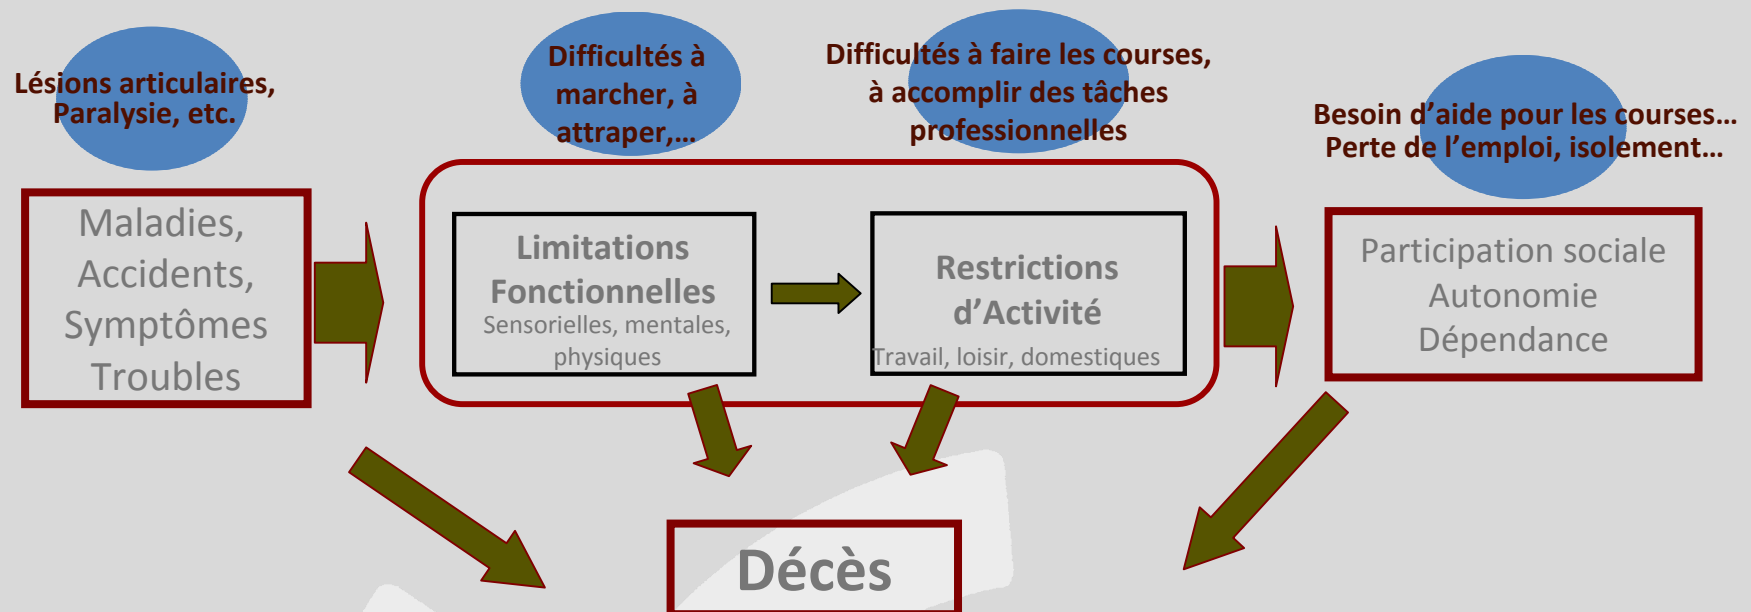 Lésions articulaires,
Paralysie, etc.
Difficultés à
marcher, à
attraper,...
Difficultés à faire les courses,
à accomplir des tâches
professionnelles
Besoin d’aide pour les courses…
Perte de l’emploi, isolement…
Maladies,
Accidents,
Symptômes
Troubles
Limitations
Fonctionnelles
Sensorielles, mentales,
physiques
Restrictions
d’Activité
Travail, loisir, domestiques
Participation sociale
Autonomie
Dépendance
Décès